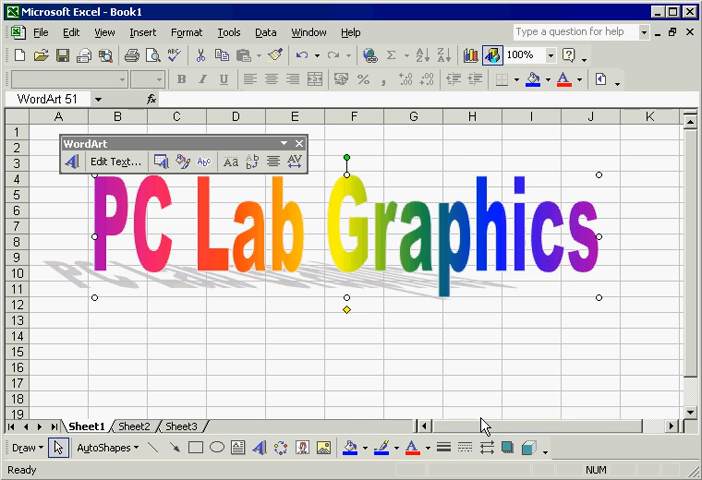 Microsoft Excel - Book1
File Edit View Insert Format Tools Data Window Help Type a question for help
100%
B I U $ % ,
WordArt 51 fx
A B C D E F G H I J K
1
2
WordArt
3
Edit Text... Abc Aa
4
5
6
PC Lab Graphics
7
8
9
10
11
12
13
14
15
16
17
18
19
Sheet1 Sheet2 Sheet3
Draw AutoShapes
Ready NUM